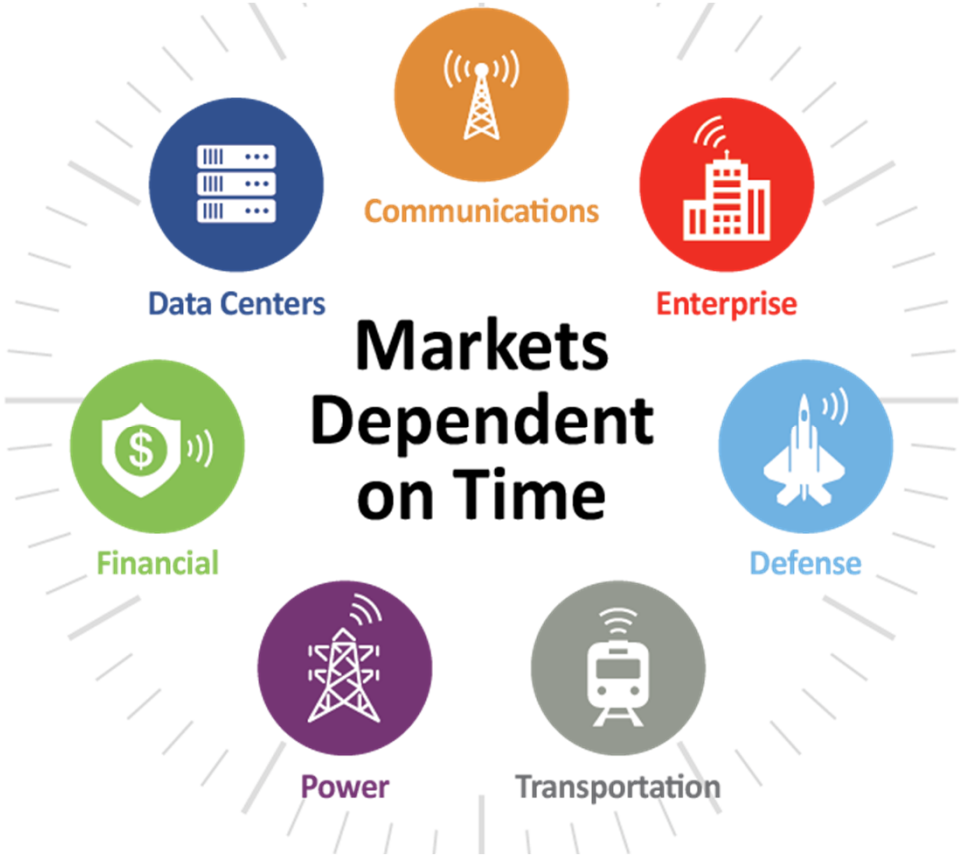 Communications
Data Centers
Enterprise
Markets
Dependent
on Time
$
Financial
Defense
Power
Transportation